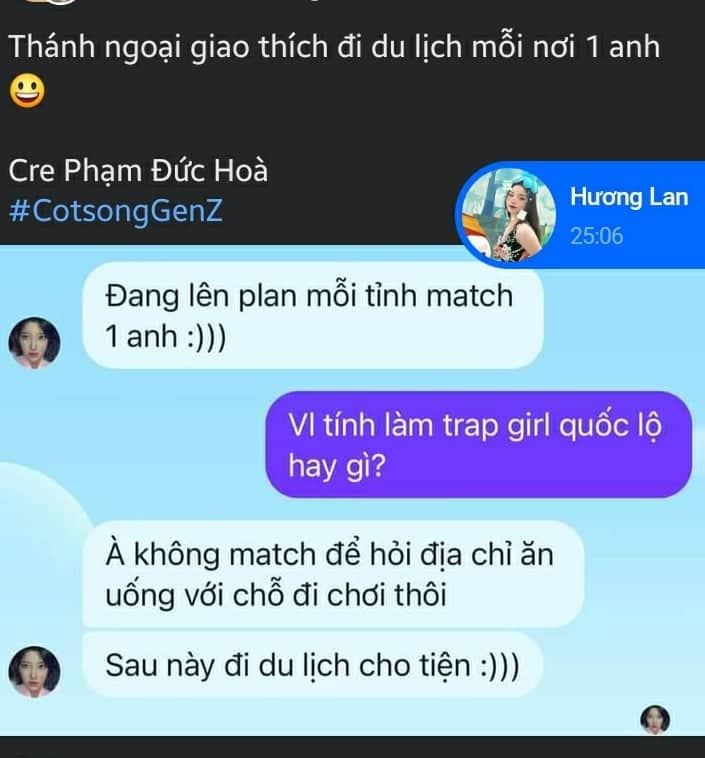 Thánh ngoại giao thích đi du lịch mỗi nơi 1 anh
😃
Cre Phạm Đức Hoà
#CotsongGenZ
Hương Lan
25:06
Đang lên plan mỗi tỉnh match
1 anh :)))
Vl tính làm trap girl quốc lộ
hay gì?
À không match để hỏi địa chỉ ăn
uống với chỗ đi chơi thôi
Sau này đi du lịch cho tiện :)))